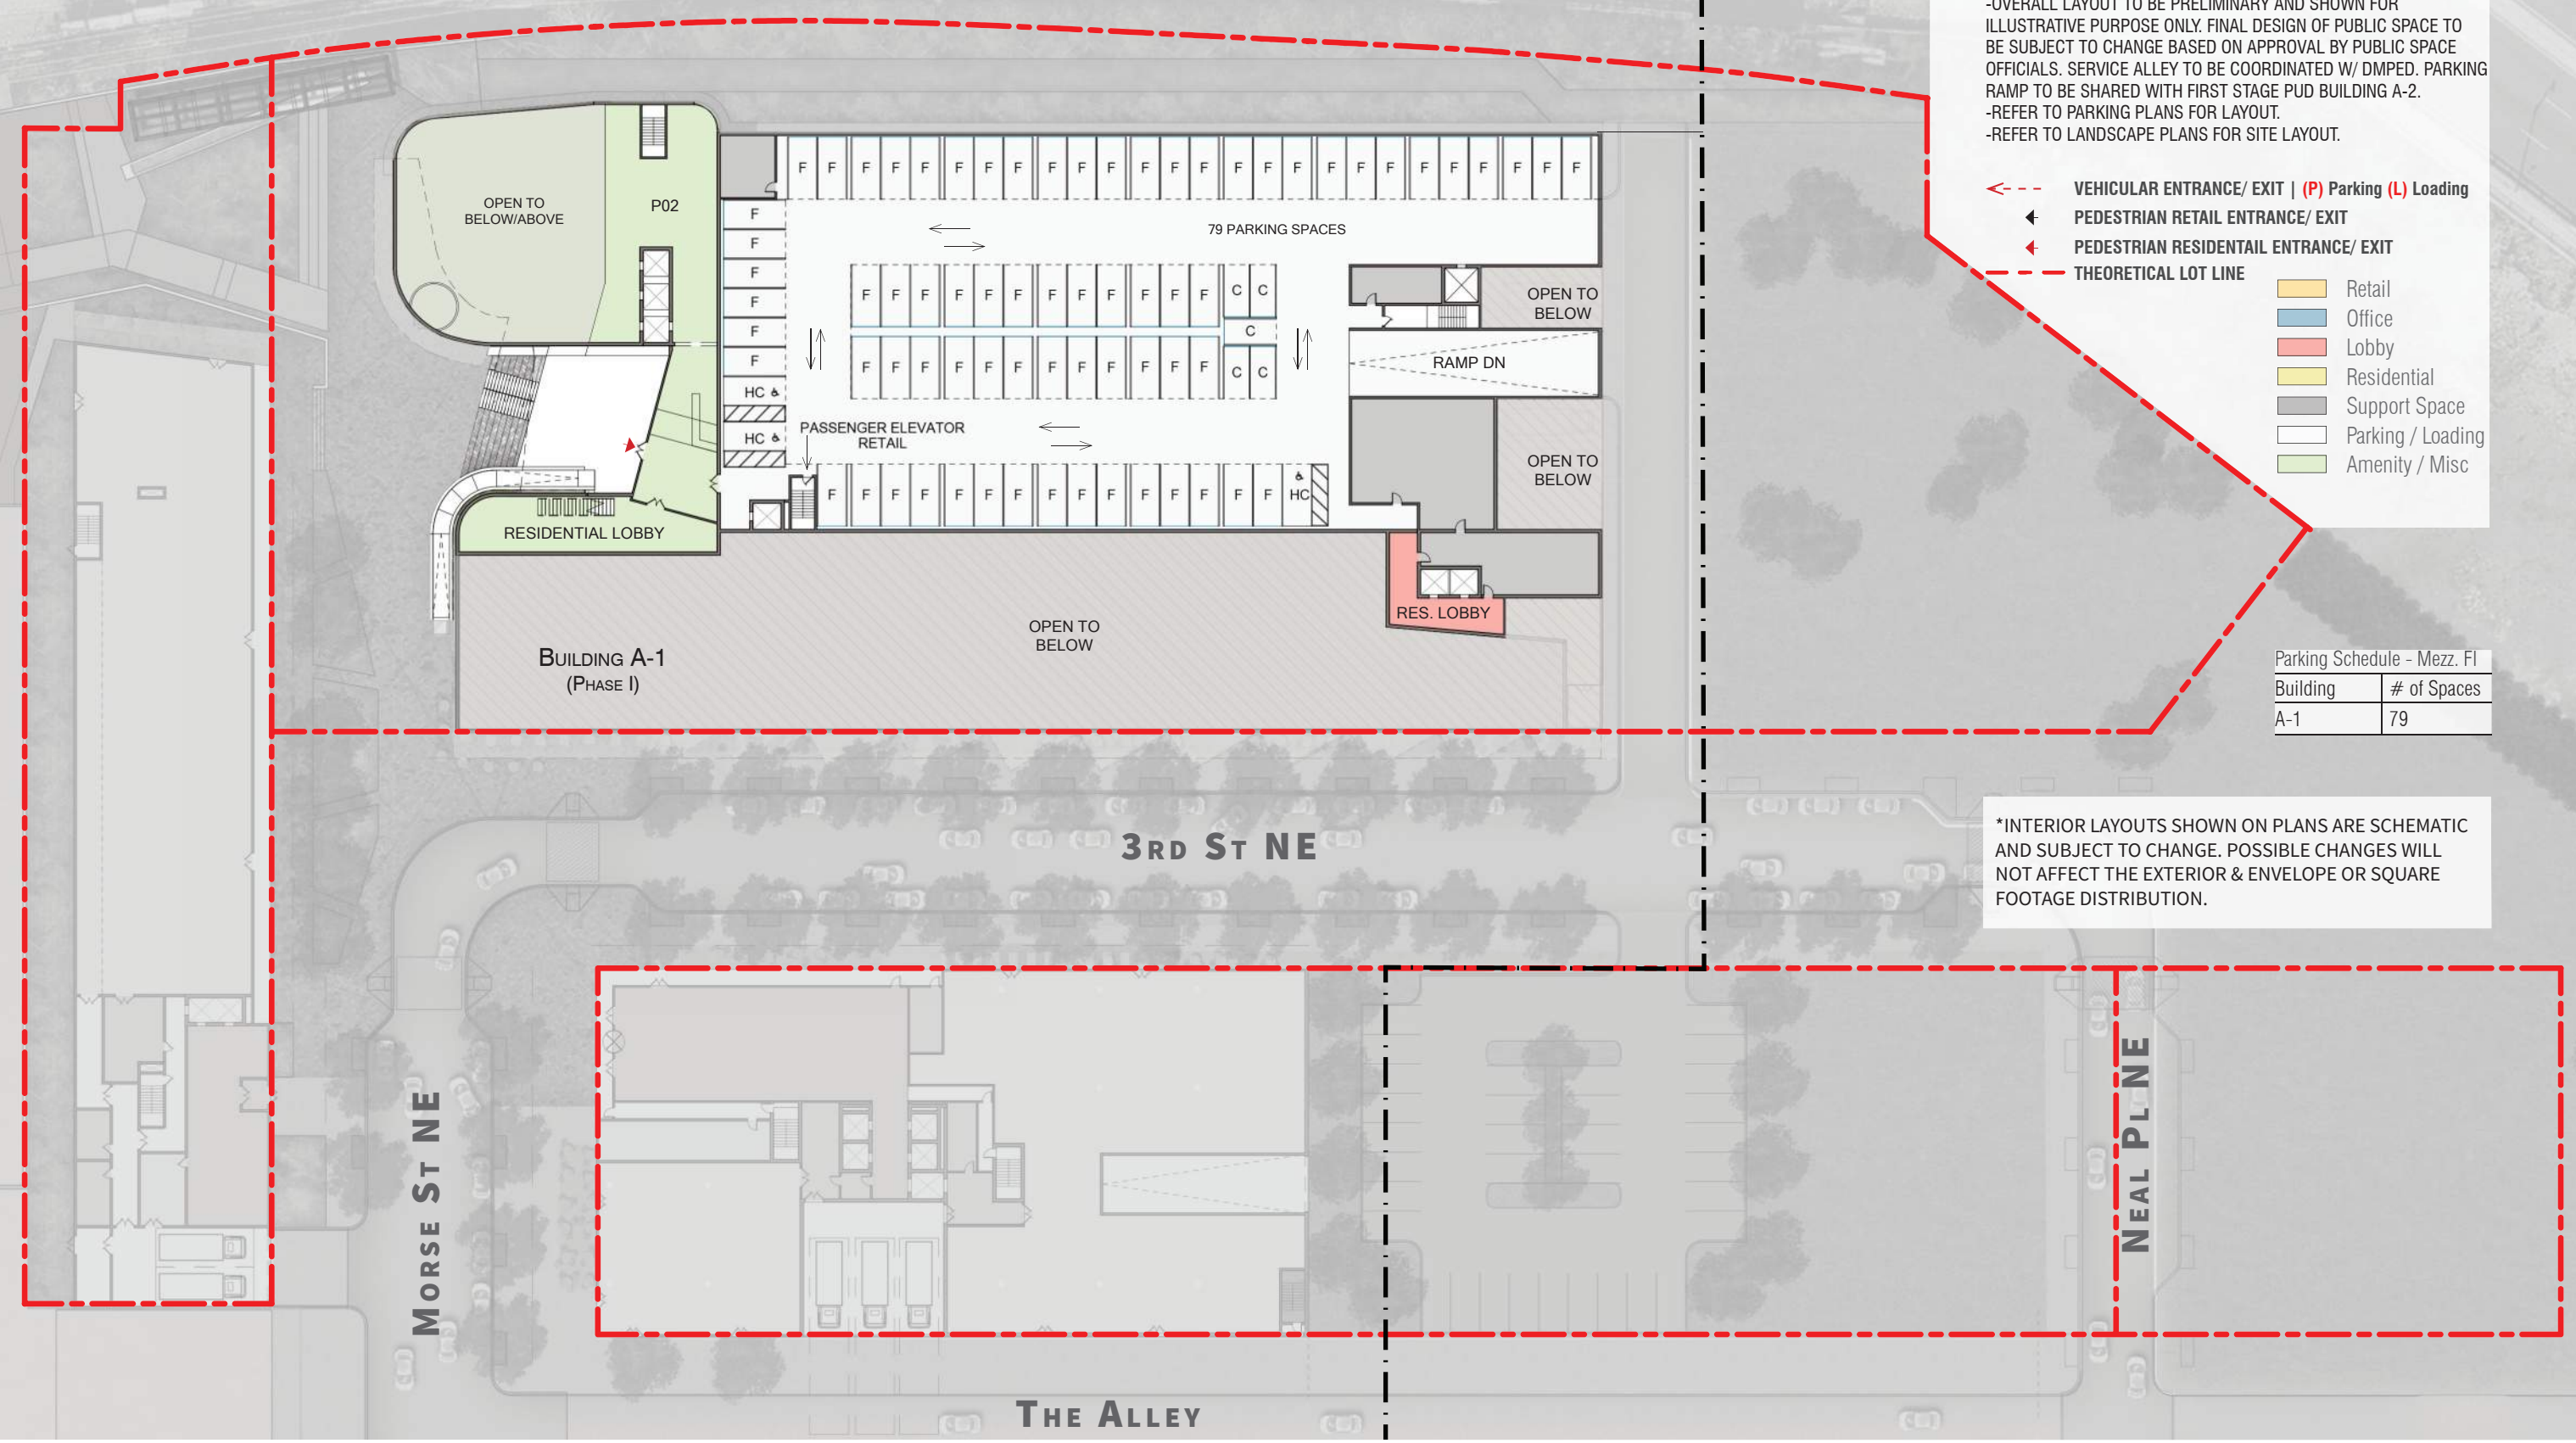 -OVERALL LAYOUT TO BE PRELIMINARY AND SHOWN FOR
ILLUSTRATIVE PURPOSE ONLY. FINAL DESIGN OF PUBLIC SPACE TO
BE SUBJECT TO CHANGE BASED ON APPROVAL BY PUBLIC SPACE
OFFICIALS. SERVICE ALLEY TO BE COORDINATED W/ DMPED. PARKING
RAMP TO BE SHARED WITH FIRST STAGE PUD BUILDING A-2.
-REFER TO PARKING PLANS FOR LAYOUT.
-REFER TO LANDSCAPE PLANS FOR SITE LAYOUT.
VEHICULAR ENTRANCE/ EXIT | (P) Parking (L) Loading
PEDESTRIAN RETAIL ENTRANCE/ EXIT
PEDESTRIAN RESIDENTAIL ENTRANCE/ EXIT
THEORETICAL LOT LINE
Retail
Office
Lobby
Residential
Support Space
Parking / Loading
Amenity / Misc
OPEN TO
BELOW/ABOVE
P02
F F F F F F F F F F F F F F F F F F F F F F F F F F
79 PARKING SPACES
F
F
F
F
F
F
HC
HC
F F F F F F F F F F F F C C
C
F F F F F F F F F F F F C C
OPEN TO
BELOW
RAMP DN
PASSENGER ELEVATOR
RETAIL
OPEN TO
BELOW
F F F F F F F F F F F F F F F HC
RESIDENTIAL LOBBY
RES. LOBBY
OPEN TO
BELOW
BUILDING A-1
(PHASE I)
Parking Schedule - Mezz. Fl
Building # of Spaces
A-1 79
*INTERIOR LAYOUTS SHOWN ON PLANS ARE SCHEMATIC
AND SUBJECT TO CHANGE. POSSIBLE CHANGES WILL
NOT AFFECT THE EXTERIOR & ENVELOPE OR SQUARE
FOOTAGE DISTRIBUTION.
3RD ST NE
MORSE ST NE
NEAL PL NE
THE ALLEY